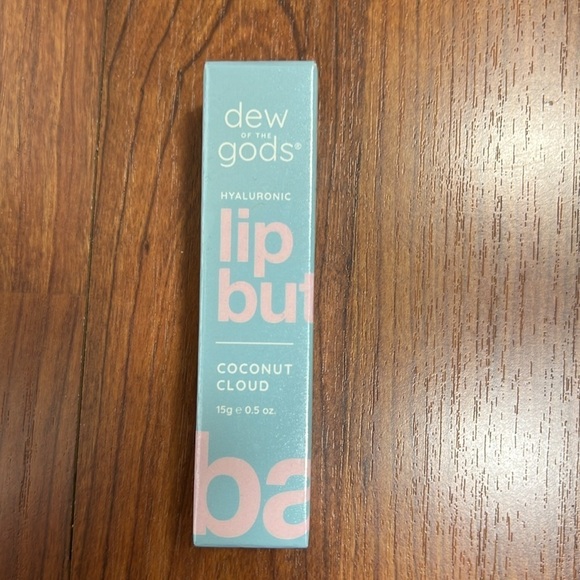 dew
OF THE
gods®
HYALURONIC
lip
but
COCONUT
CLOUD
15g e 0.5 oz.
ba